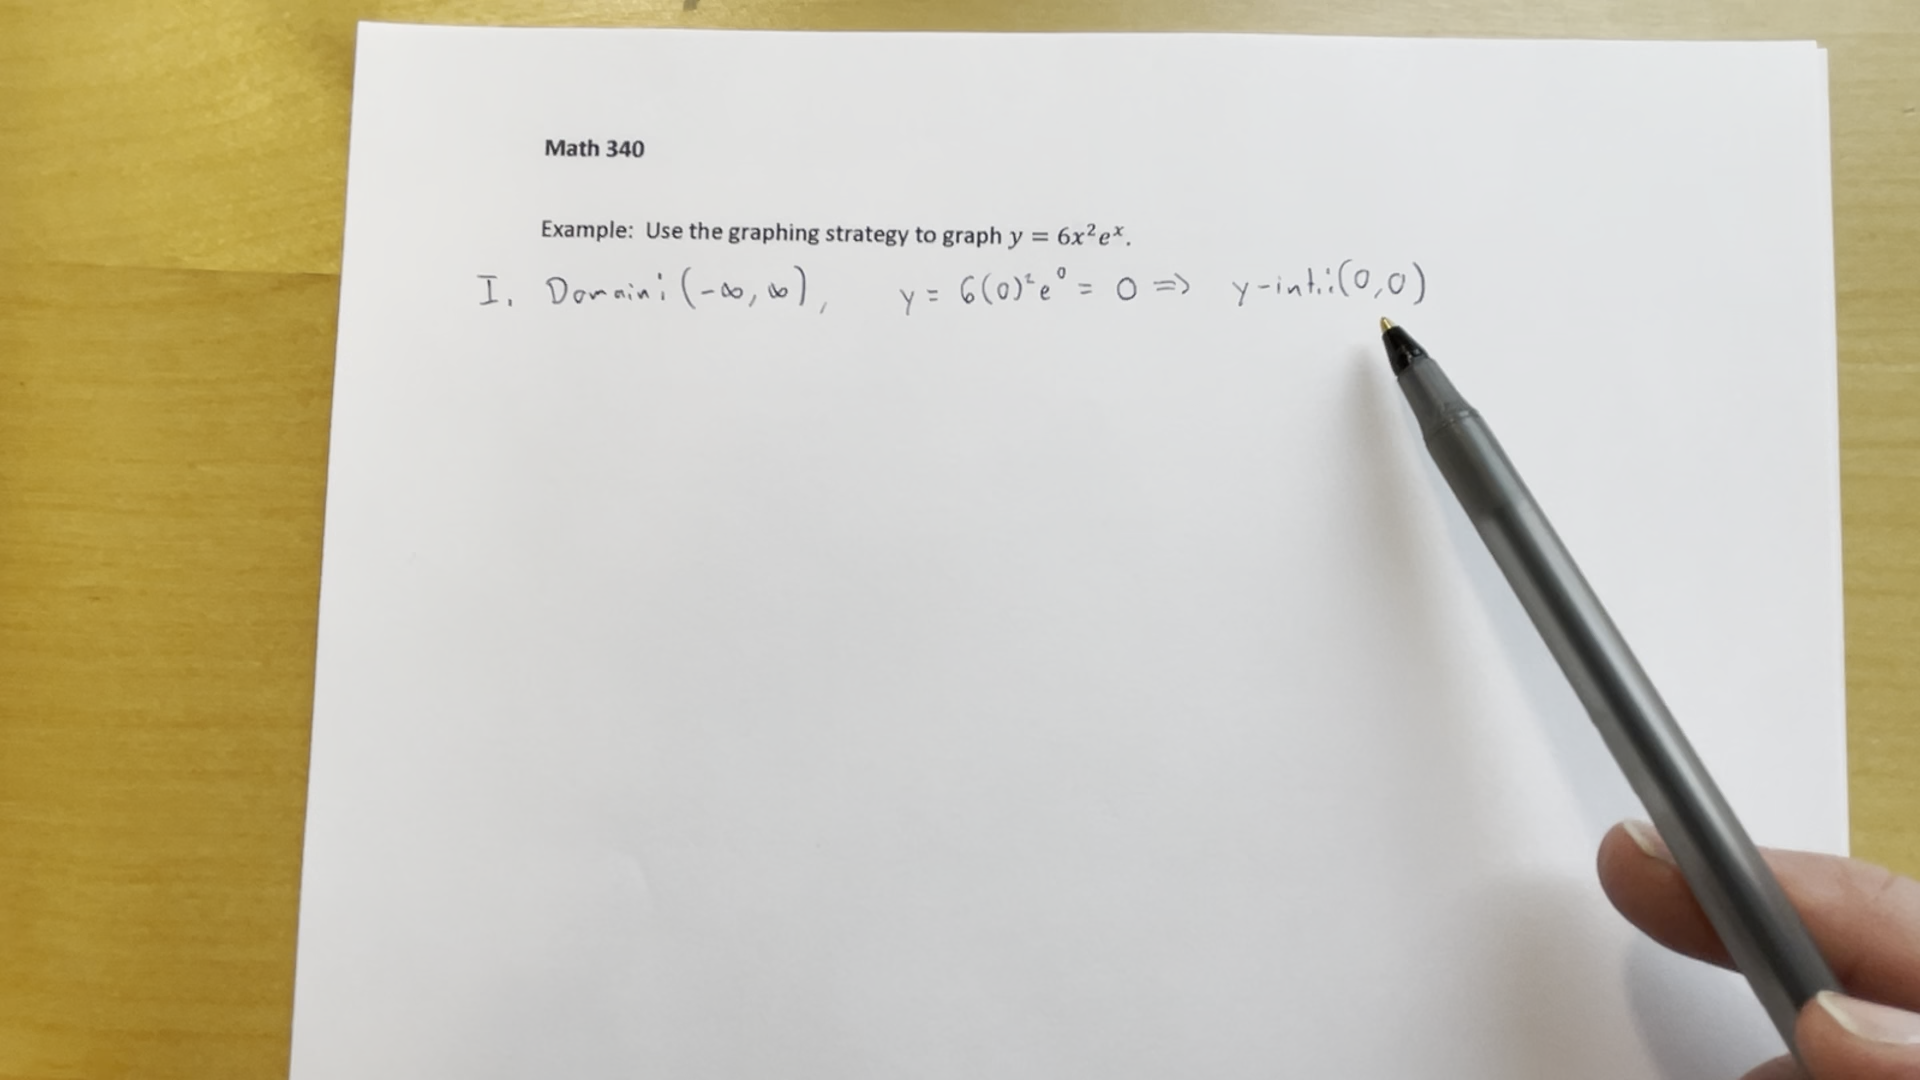 Math 340
Example: Use the graphing strategy to graph y = 6x²eˣ.
I. Domain: (-∞, ∞), y = 6(0)²e⁰ = 0 => y-int.: (0,0)